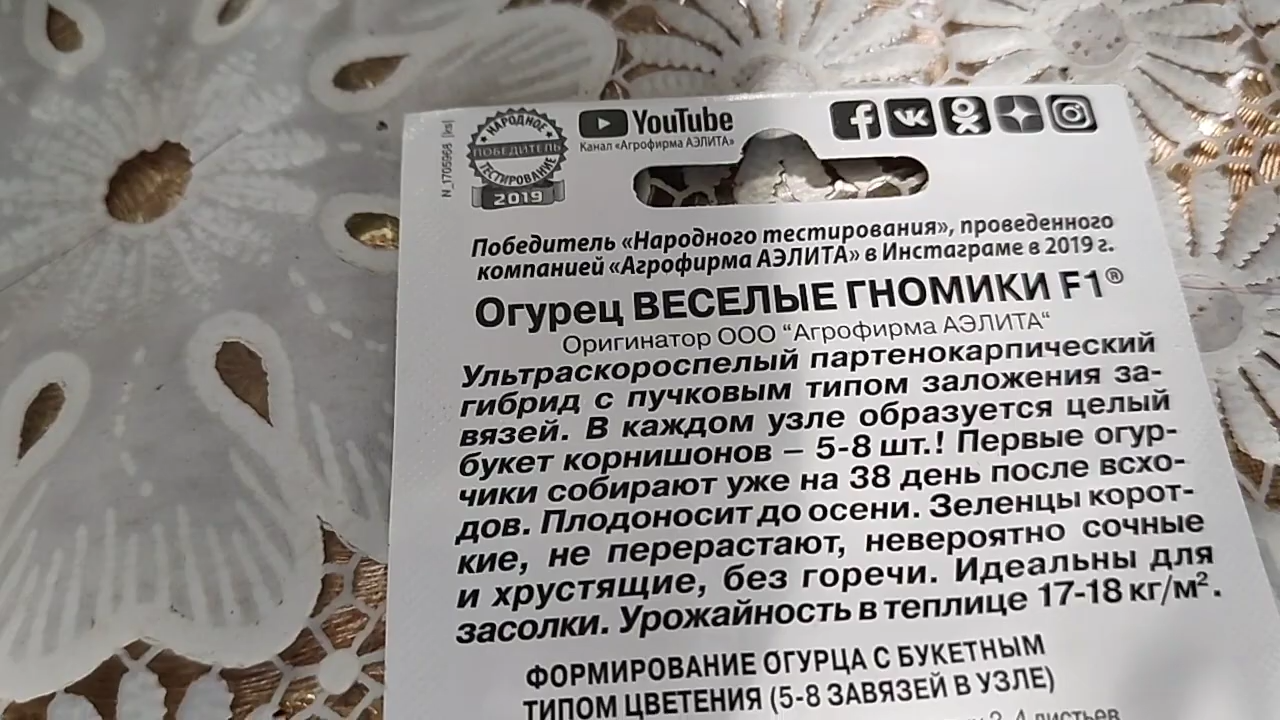 N_1705968 [ks]
НАРОДНОЕ
ПОБЕДИТЕЛЬ
ТЕСТИРОВАНИЕ
2019
YouTube
Канал «Агрофирма АЭЛИТА»
Победитель «Народного тестирования», проведенного
компанией «Агрофирма АЭЛИТА» в Инстаграме в 2019 г.
Огурец ВЕСЕЛЫЕ ГНОМИКИ F1®
Оригинатор ООО “Агрофирма АЭЛИТА“
Ультраскороспелый партенокарпический
гибрид с пучковым типом заложения за-
вязей. В каждом узле образуется целый
букет корнишонов – 5-8 шт.! Первые огур-
чики собирают уже на 38 день после всхо-
дов. Плодоносит до осени. Зеленцы корот-
кие, не перерастают, невероятно сочные
и хрустящие, без горечи. Идеальны для
засолки. Урожайность в теплице 17-18 кг/м².
ФОРМИРОВАНИЕ ОГУРЦА С БУКЕТНЫМ
ТИПОМ ЦВЕТЕНИЯ (5-8 ЗАВЯЗЕЙ В УЗЛЕ)
листьев